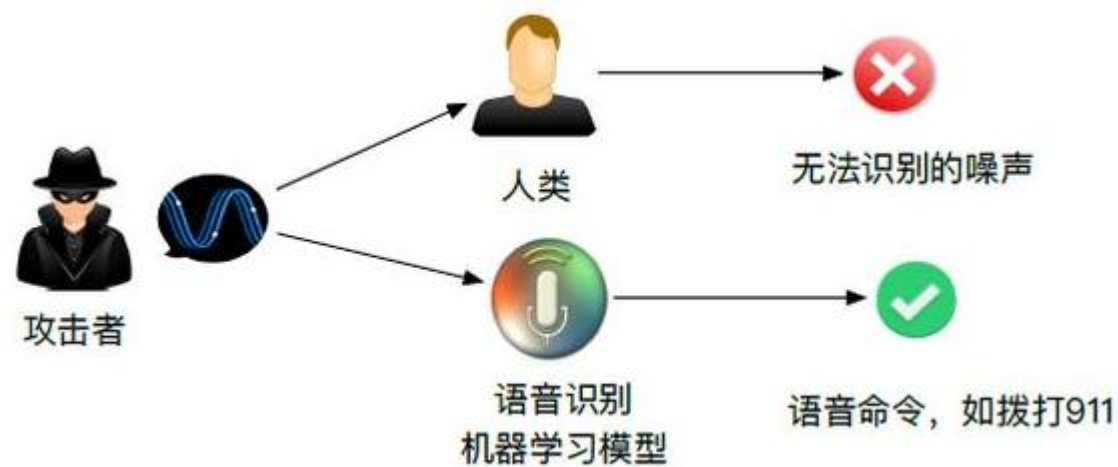 人类
无法识别的噪声
攻击者
语音识别
机器学习模型
语音命令，如拨打911